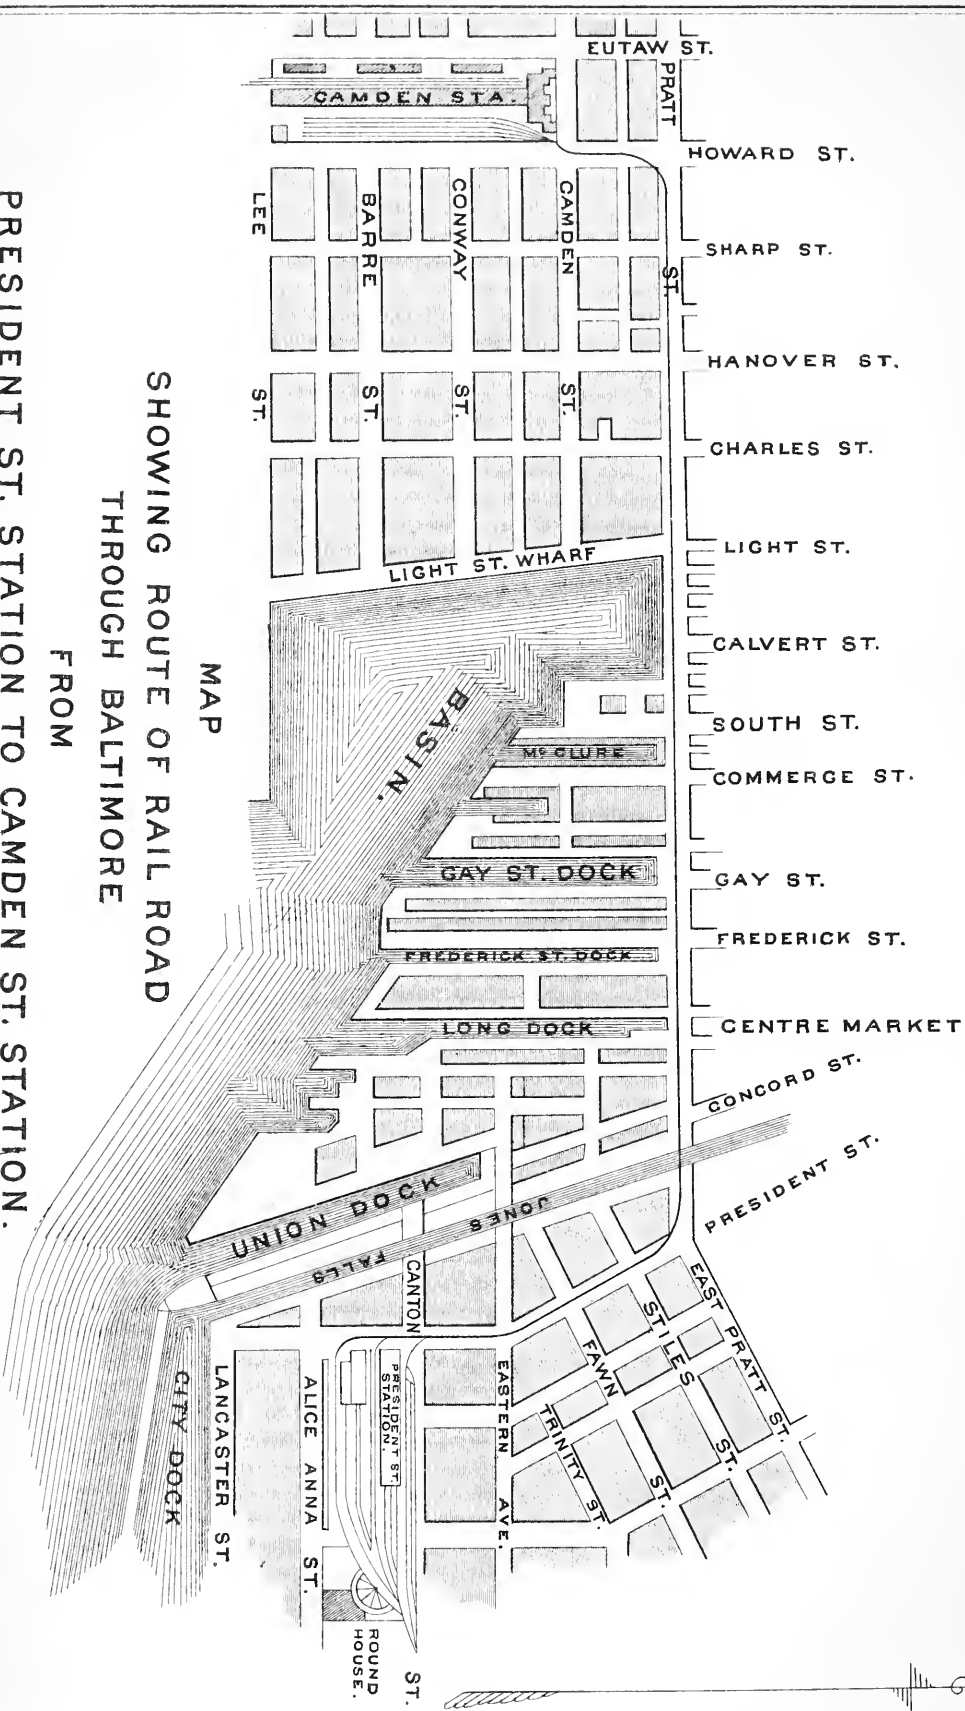 MAP
SHOWING ROUTE OF RAIL ROAD
THROUGH BALTIMORE
FROM
PRESIDENT ST. STATION TO CAMDEN ST. STATION.
EUTAW ST.
PRATT ST.
CAMDEN STA.
HOWARD ST.
SHARP ST.
HANOVER ST.
CHARLES ST.
LIGHT ST.
CALVERT ST.
SOUTH ST.
COMMERCE ST.
GAY ST.
FREDERICK ST.
CENTRE MARKET
CONCORD ST.
PRESIDENT ST.
LEE ST.
BARRE ST.
CONWAY ST.
CAMDEN ST.
LIGHT ST. WHARF
BASIN.
Mc CLURE
GAY ST. DOCK
FREDERICK ST. DOCK
LONG DOCK
UNION DOCK
JONES FALLS
CITY DOCK
LANCASTER ST.
ALICE ANNA ST.
PRESIDENT ST.
STATION.
CANTON ST.
EASTERN AVE.
TRINITY ST.
FAWN ST.
STILES ST.
EAST PRATT ST.
ROUND
HOUSE.